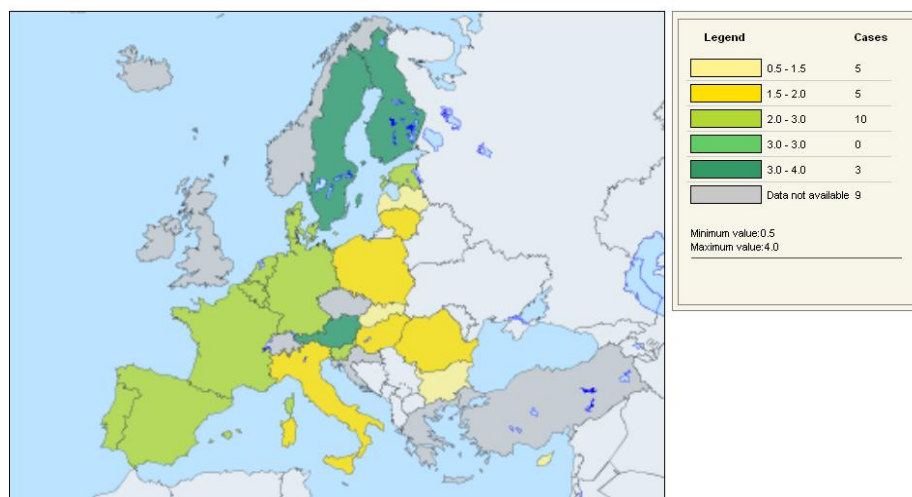 Legend Cases
0.5 - 1.5 5
1.5 - 2.0 5
2.0 - 3.0 10
3.0 - 3.0 0
3.0 - 4.0 3
Data not available 9
Minimum value:0.5
Maximum value:4.0